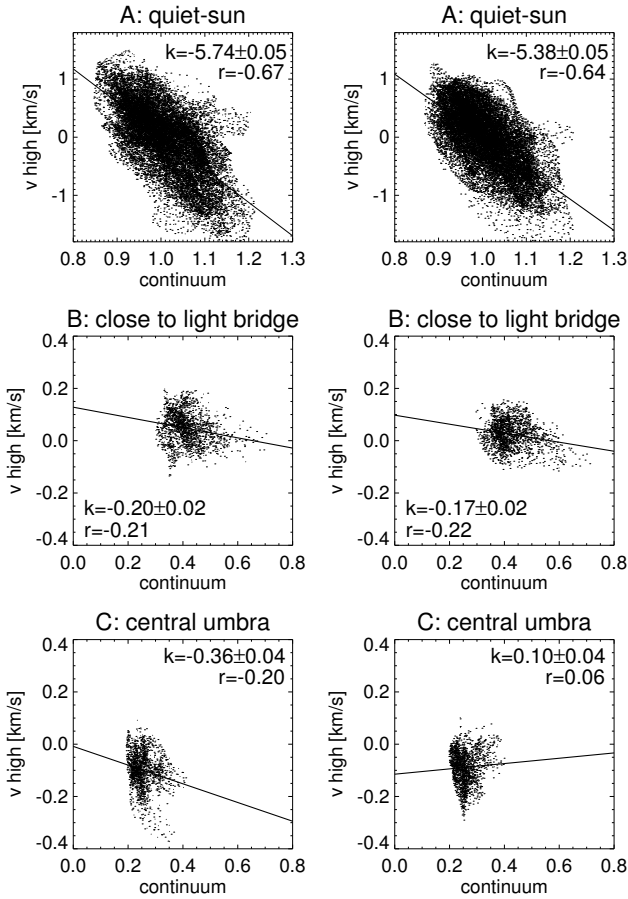 A: quiet-sun
k=-5.74±0.05
r=-0.67
v high [km/s]
1
0
-1
0.8 0.9 1.0 1.1 1.2 1.3
continuum
A: quiet-sun
k=-5.38±0.05
r=-0.64
v high [km/s]
1
0
-1
0.8 0.9 1.0 1.1 1.2 1.3
continuum
B: close to light bridge
0.4
0.2
0.0
-0.2
-0.4
v high [km/s]
k=-0.20±0.02
r=-0.21
0.0 0.2 0.4 0.6 0.8
continuum
B: close to light bridge
0.4
0.2
0.0
-0.2
-0.4
v high [km/s]
k=-0.17±0.02
r=-0.22
0.0 0.2 0.4 0.6 0.8
continuum
C: central umbra
0.4
0.2
0.0
-0.2
-0.4
v high [km/s]
k=-0.36±0.04
r=-0.20
0.0 0.2 0.4 0.6 0.8
continuum
C: central umbra
0.4
0.2
0.0
-0.2
-0.4
v high [km/s]
k=0.10±0.04
r=0.06
0.0 0.2 0.4 0.6 0.8
continuum